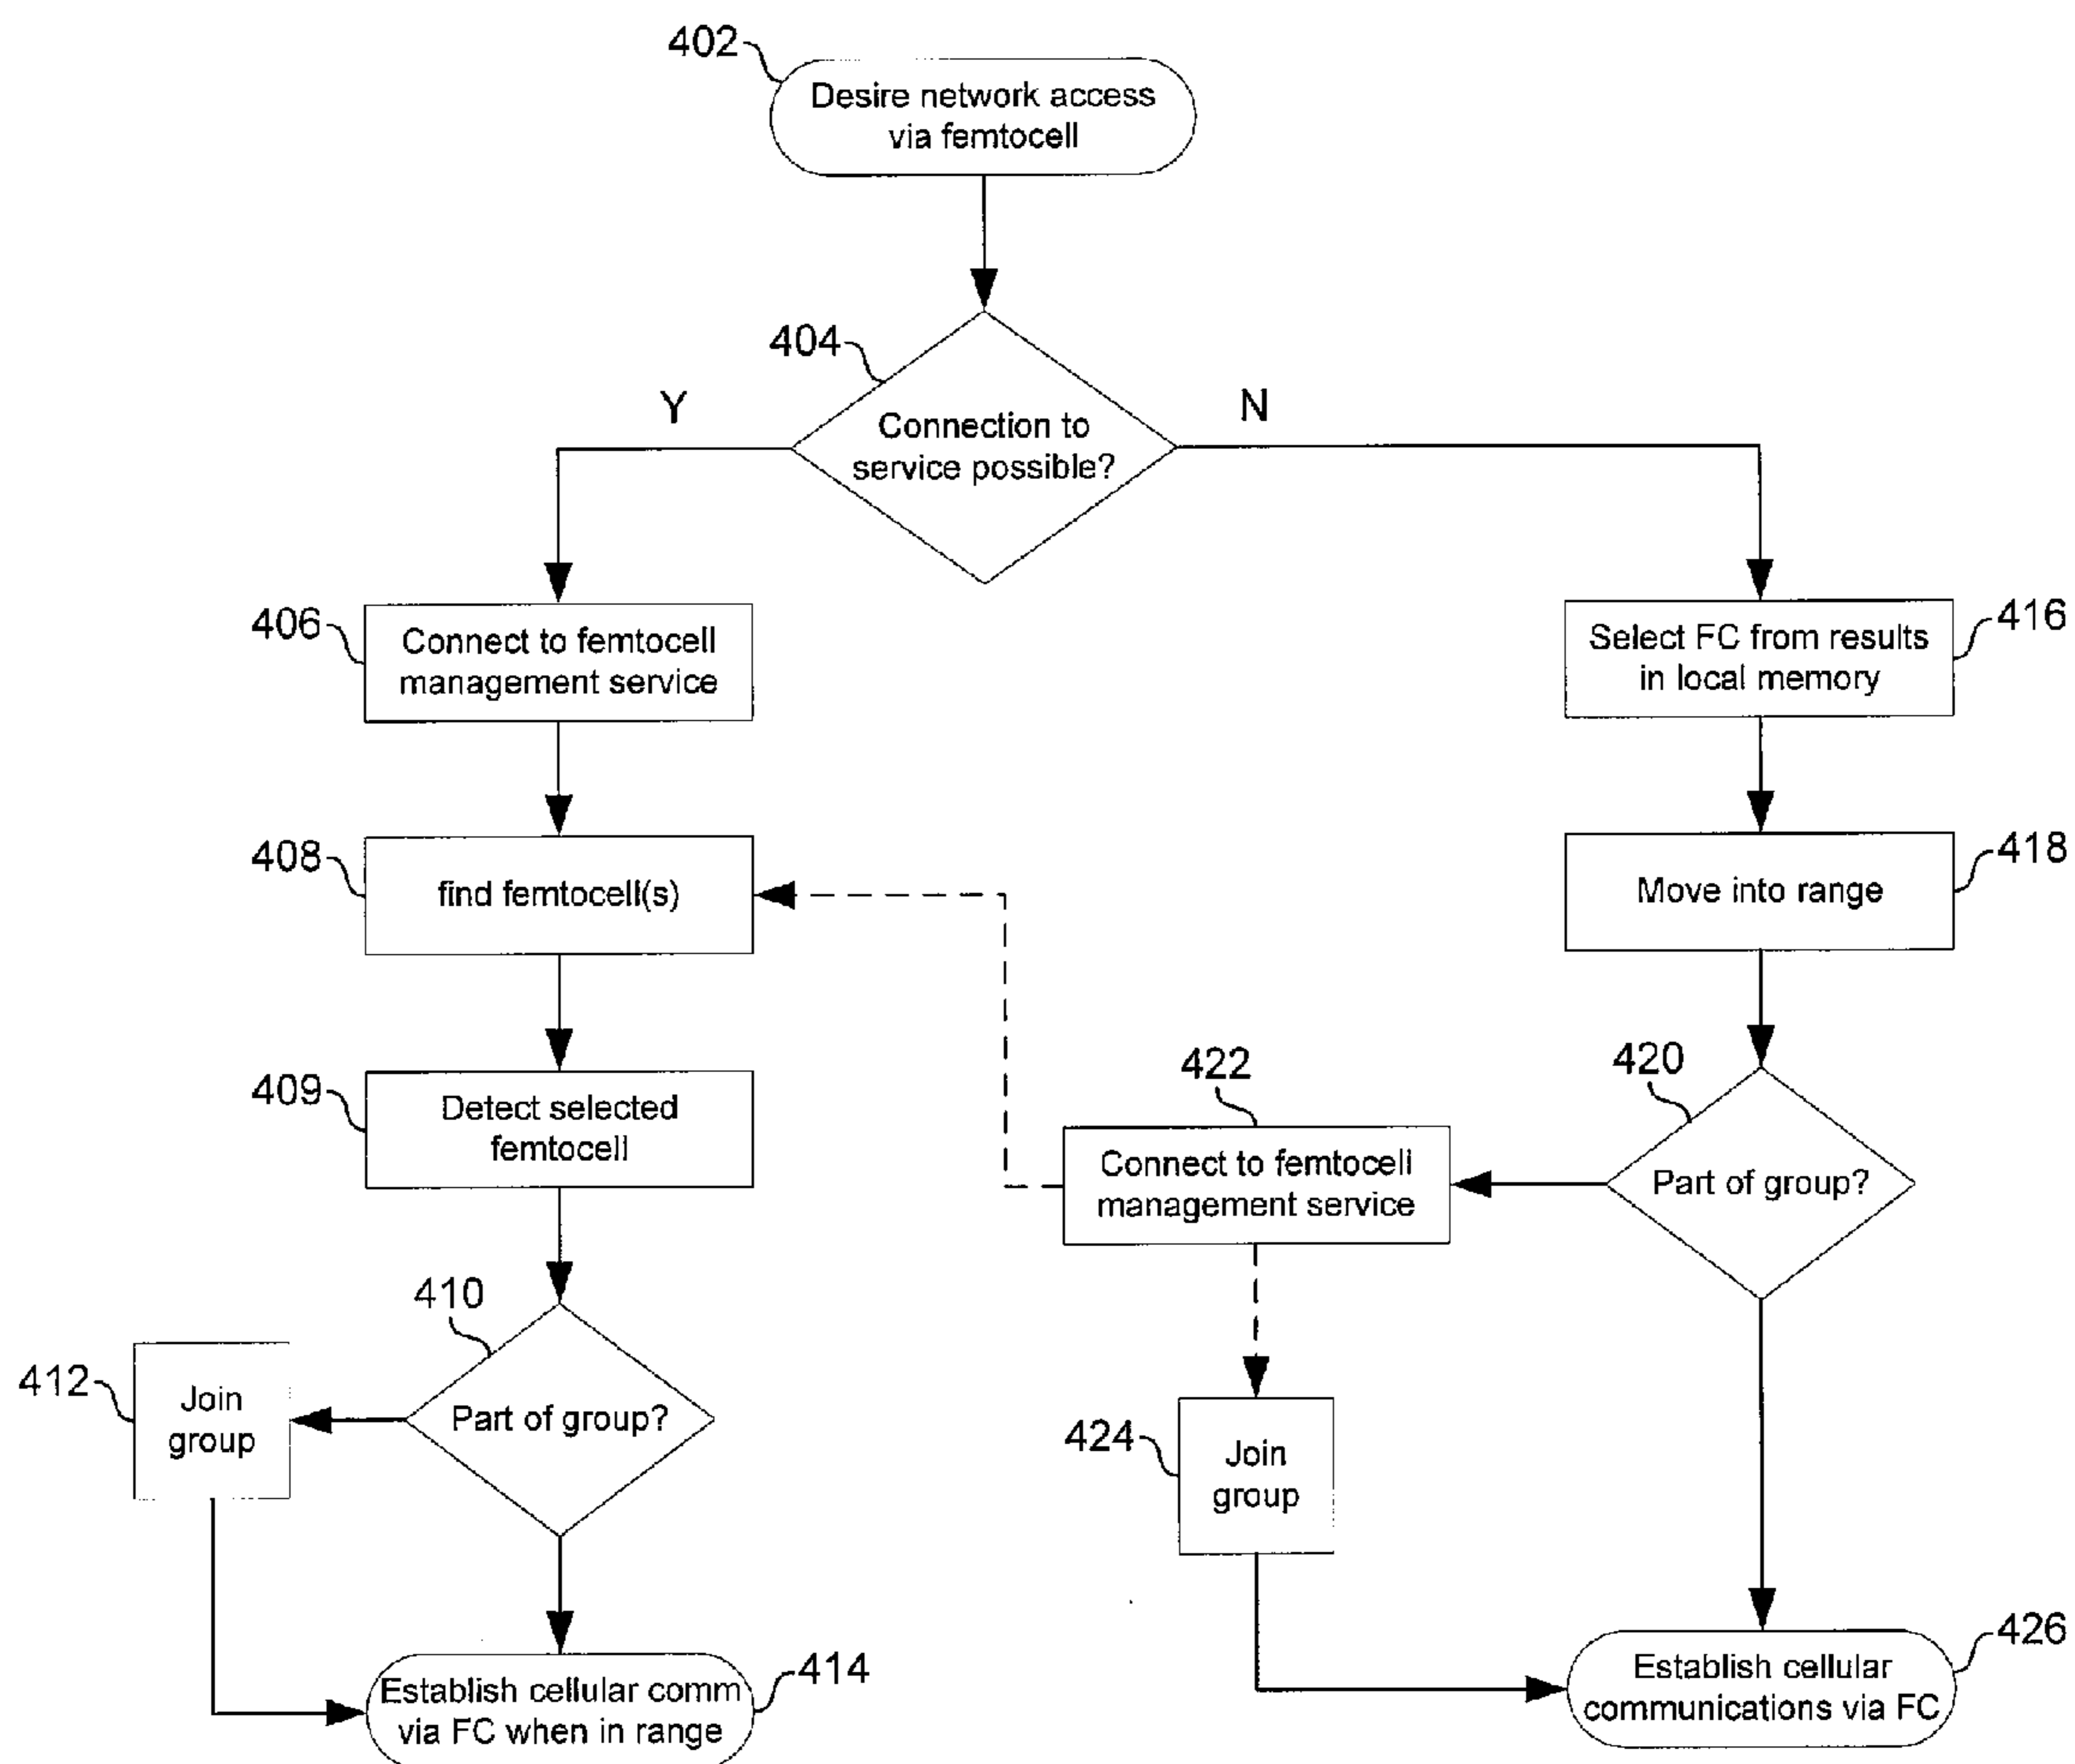 402
Desire network access
via femtocell
404
Y
N
Connection to
service possible?
406
Connect to femtocell
management service
416
Select FC from results
in local memory
408
find femtocell(s)
418
Move into range
409
Detect selected
femtocell
422
Connect to femtocell
management service
420
Part of group?
410
Part of group?
412
Join
group
424
Join
group
414
Establish cellular comm
via FC when in range
426
Establish cellular
communications via FC